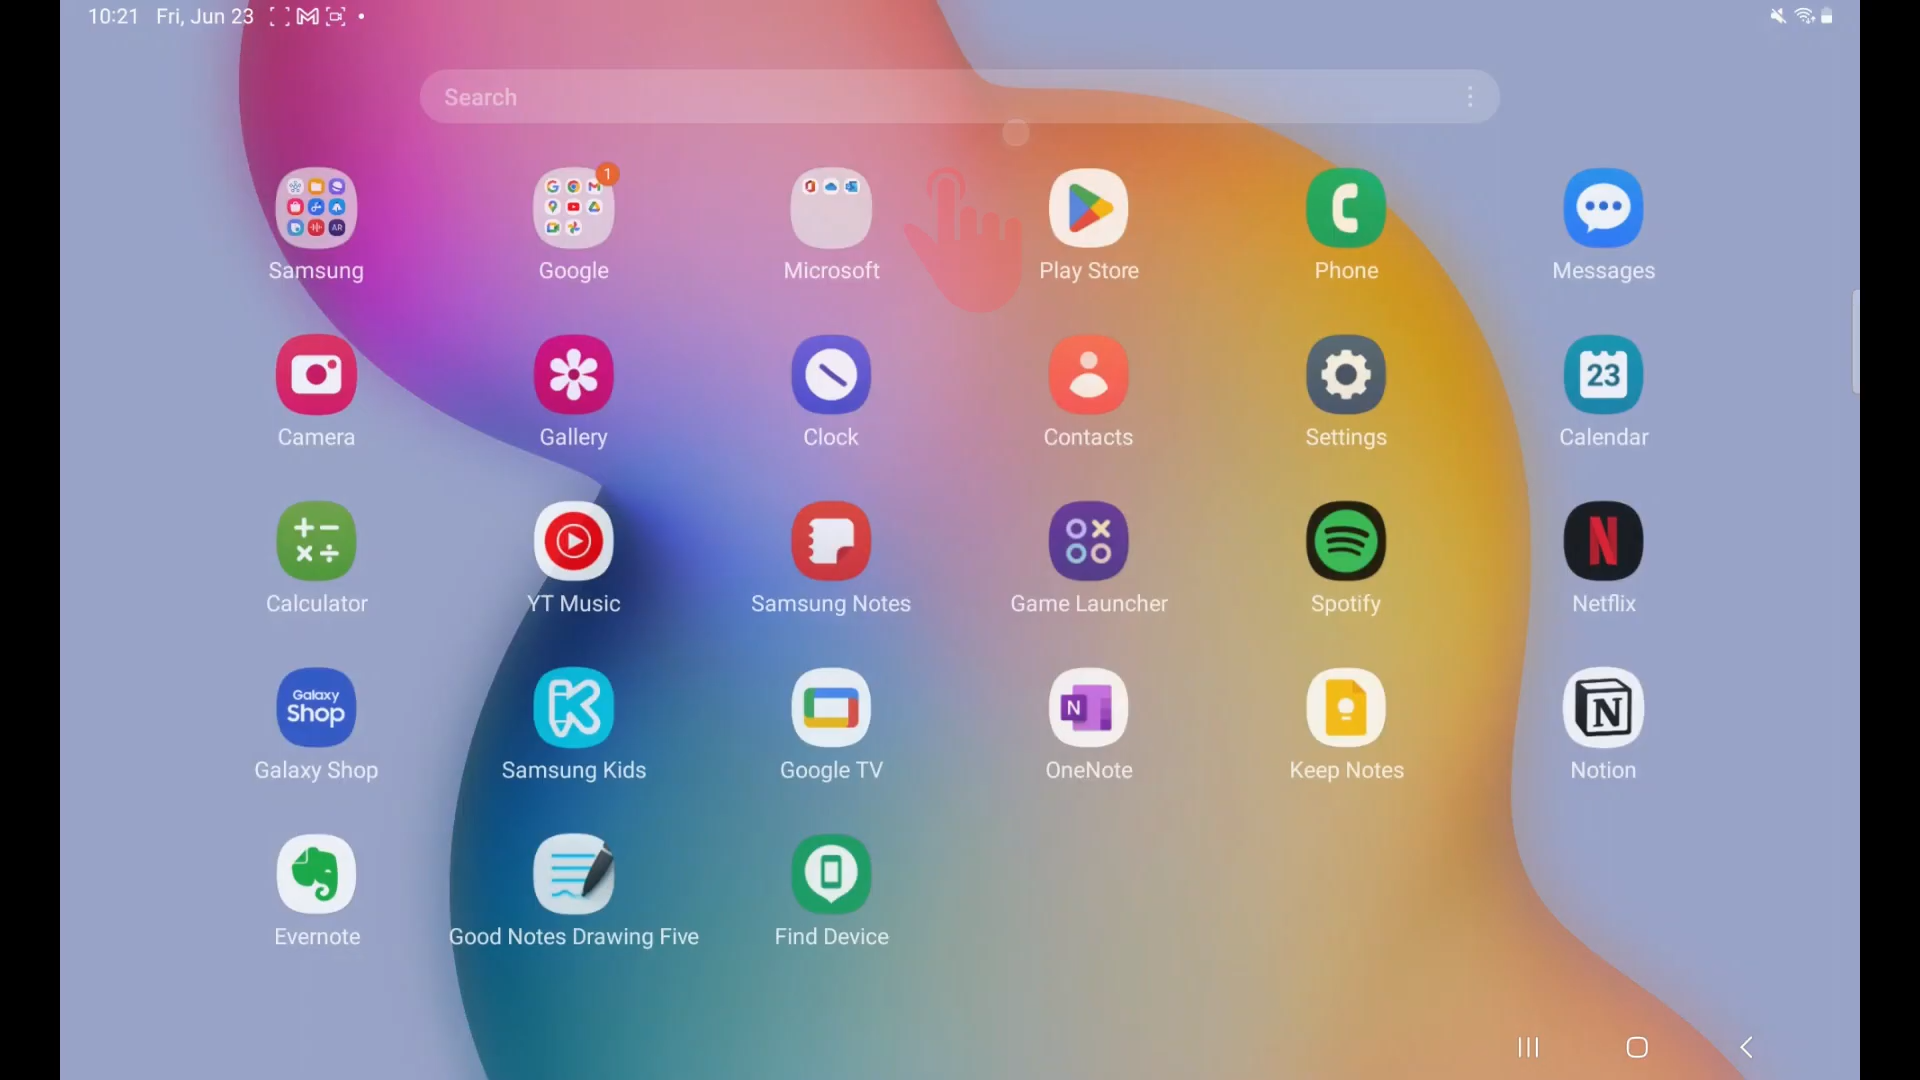 10:21 Fri, Jun 23
Search
1
AR
Samsung
Google
Microsoft
Play Store
Phone
Messages
23
Camera
Gallery
Clock
Contacts
Settings
Calendar
Calculator
YT Music
Samsung Notes
Game Launcher
Spotify
Netflix
Galaxy
Shop
N
Galaxy Shop
Samsung Kids
Google TV
OneNote
Keep Notes
Notion
Evernote
Good Notes Drawing Five
Find Device